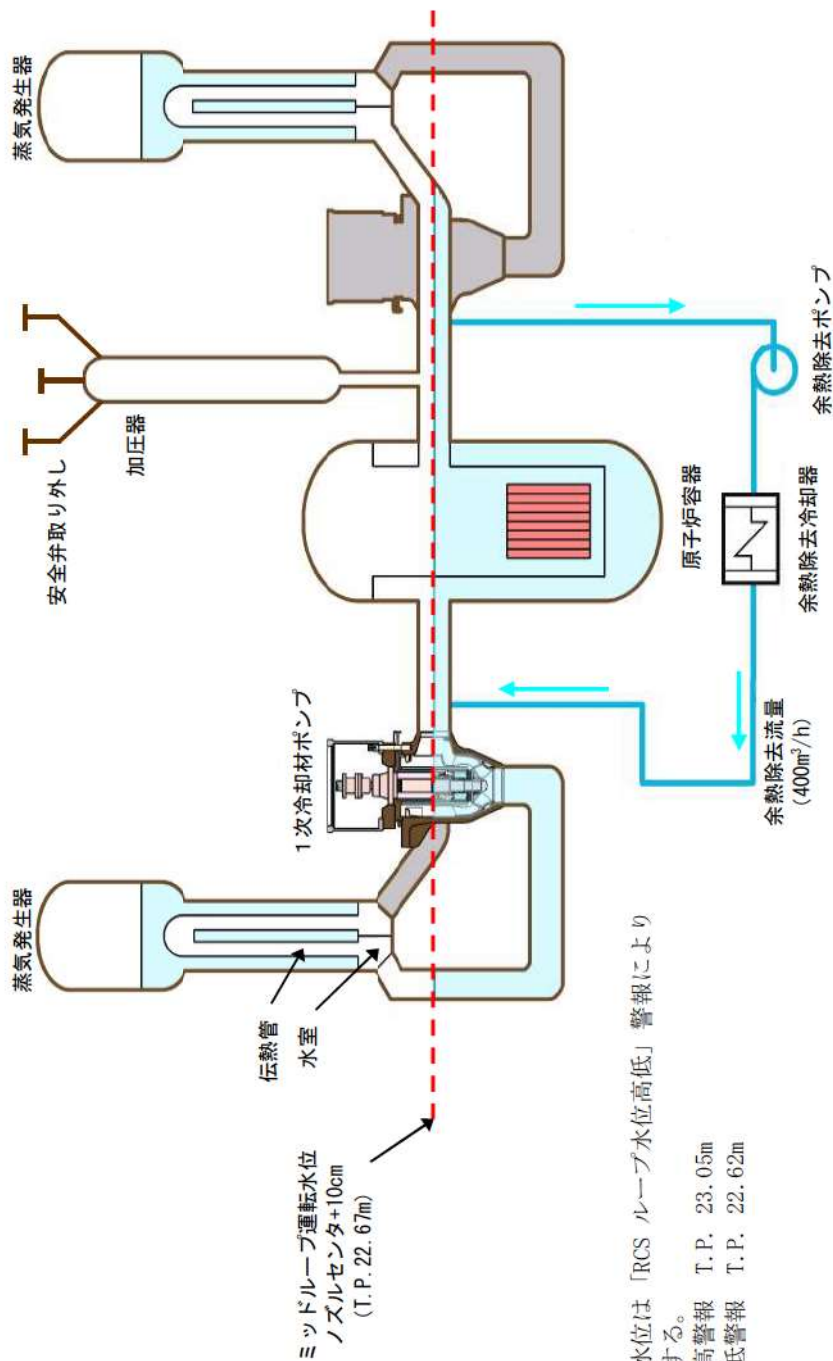 蒸気発生器
蒸気発生器
安全弁取り外し
加圧器
1次冷却材ポンプ
伝熱管
水室
原子炉容器
ミッドループ運転水位
ノズルセンタ+10cm
(T.P.22.67m)
余熱除去流量
(400m³/h)
余熱除去冷却器
余熱除去ポンプ
水位は「RCS ループ水位高低」警報により
する。
高警報 T.P. 23.05m
低警報 T.P. 22.62m